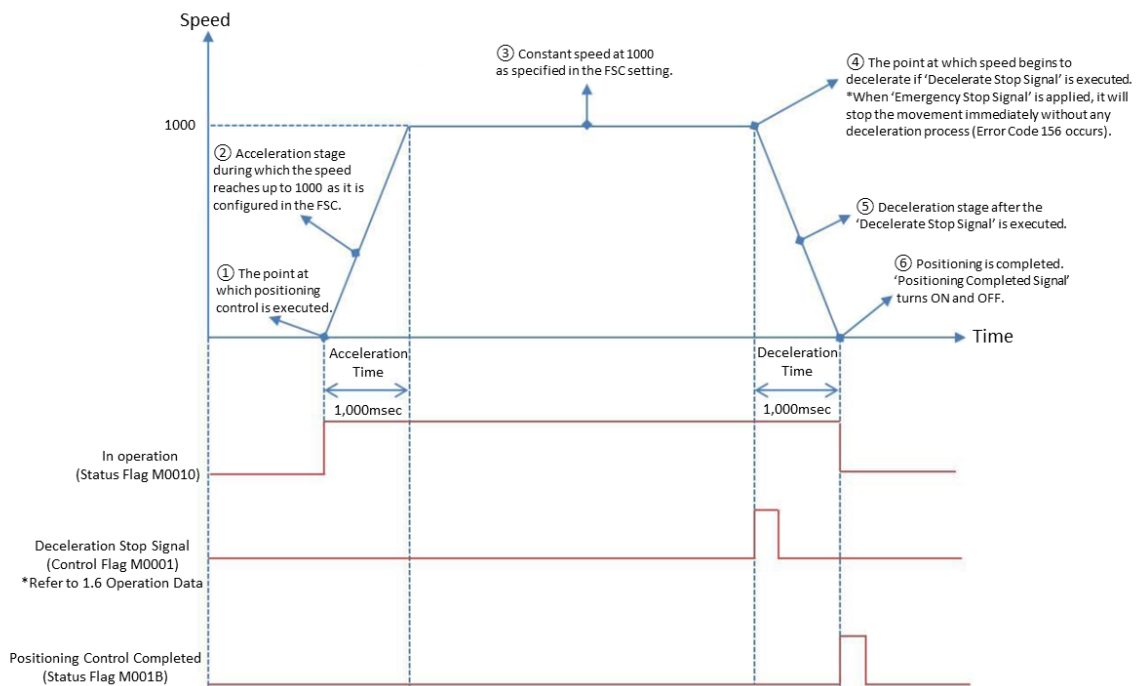 Speed
③ Constant speed at 1000
as specified in the FSC setting.
④ The point at which speed begins to
decelerate if ‘Decelerate Stop Signal’ is executed.
*When ‘Emergency Stop Signal’ is applied, it will
stop the movement immediately without any
deceleration process (Error Code 156 occurs).
1000
② Acceleration stage
during which the speed
reaches up to 1000 as it is
configured in the FSC.
⑤ Deceleration stage after the
‘Decelerate Stop Signal’ is executed.
① The point at
which positioning
control is executed.
⑥ Positioning is completed.
‘Positioning Completed Signal’
turns ON and OFF.
Time
Acceleration
Time
1,000msec
Deceleration
Time
1,000msec
In operation
(Status Flag M0010)
Deceleration Stop Signal
(Control Flag M0001)
*Refer to 1.6 Operation Data
Positioning Control Completed
(Status Flag M001B)